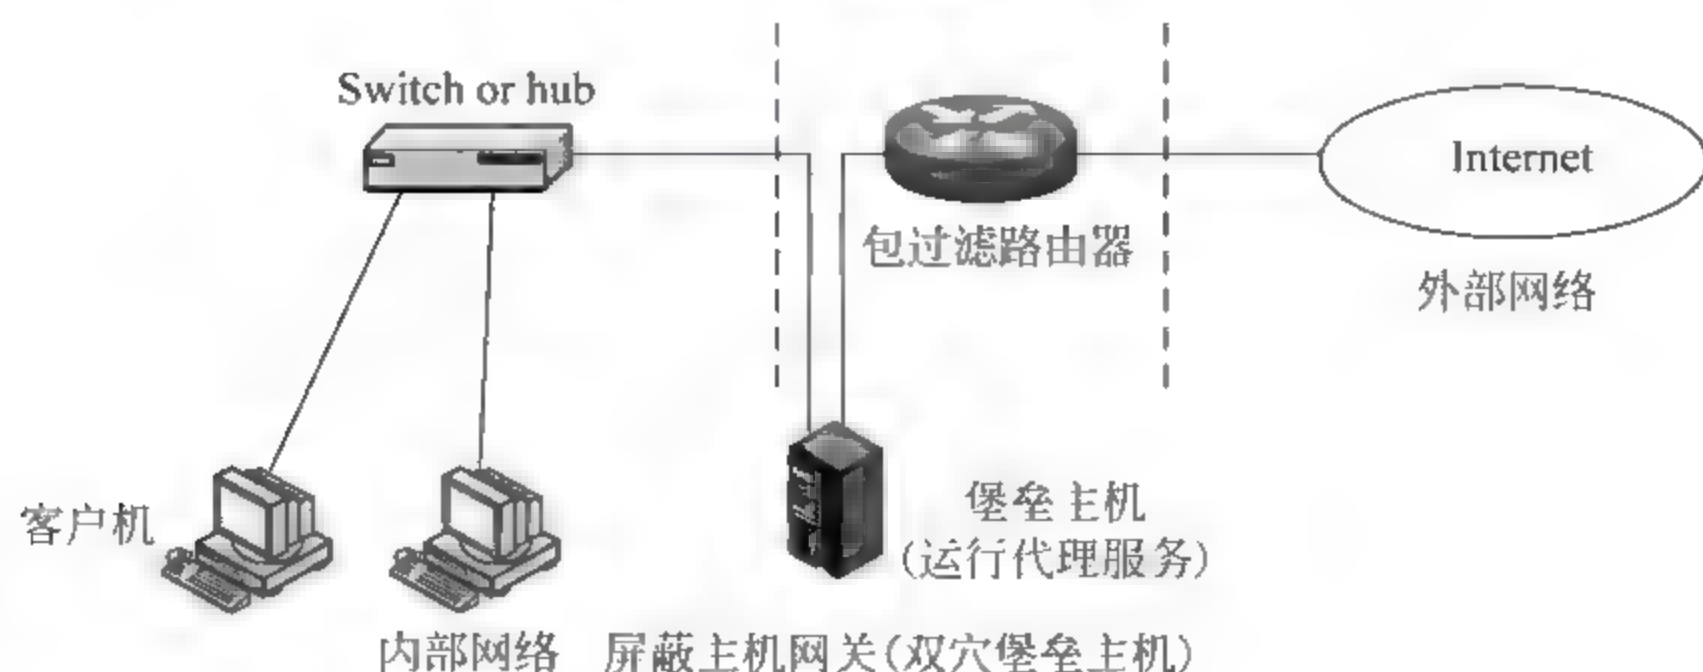 Switch or hub
Internet
包过滤路由器
外部网络
客户机
堡垒主机
(运行代理服务)
内部网络 屏蔽主机网关(双穴堡垒主机)